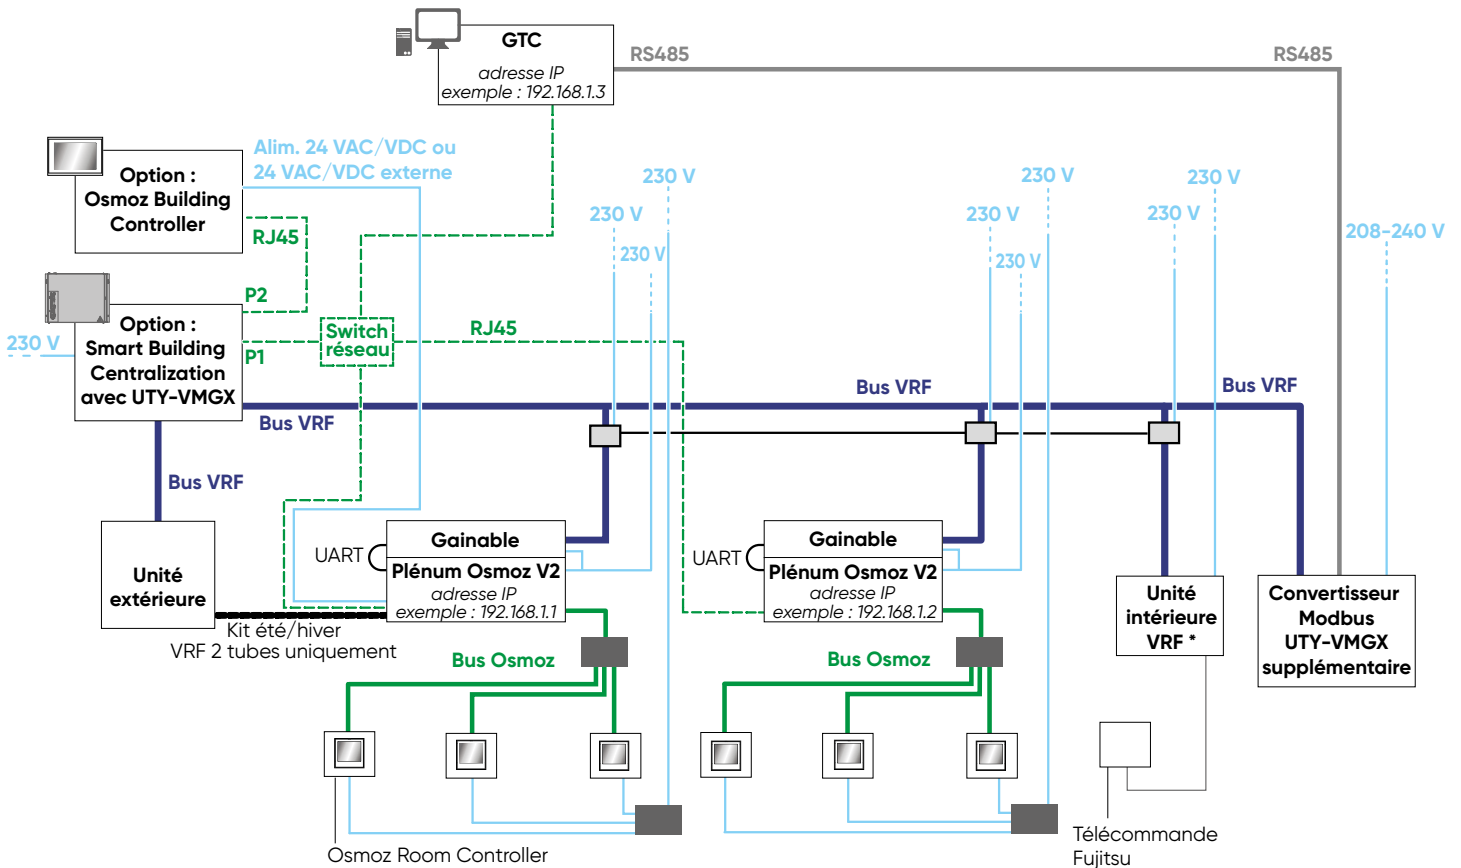 GTC
adresse IP
exemple : 192.168.1.3
RS485
RS485
Alim. 24 VAC/VDC ou
24 VAC/VDC externe
Option :
Osmoz Building
Controller
RJ45
230 V
230 V
230 V
230 V
230 V
230 V
230 V
230 V
208-240 V
P2
Option :
Smart Building
Centralization
avec UTY-VMGX
230 V
P1
Switch
réseau
RJ45
Bus VRF
Bus VRF
Bus VRF
Bus VRF
Unité
extérieure
UART
Gainable
Plénum Osmoz V2
adresse IP
exemple : 192.168.1.1
UART
Gainable
Plénum Osmoz V2
adresse IP
exemple : 192.168.1.2
Unité
intérieure
VRF *
Convertisseur
Modbus
UTY-VMGX
supplémentaire
Kit été/hiver
VRF 2 tubes uniquement
Bus Osmoz
Bus Osmoz
Osmoz Room Controller
Télécommande
Fujitsu